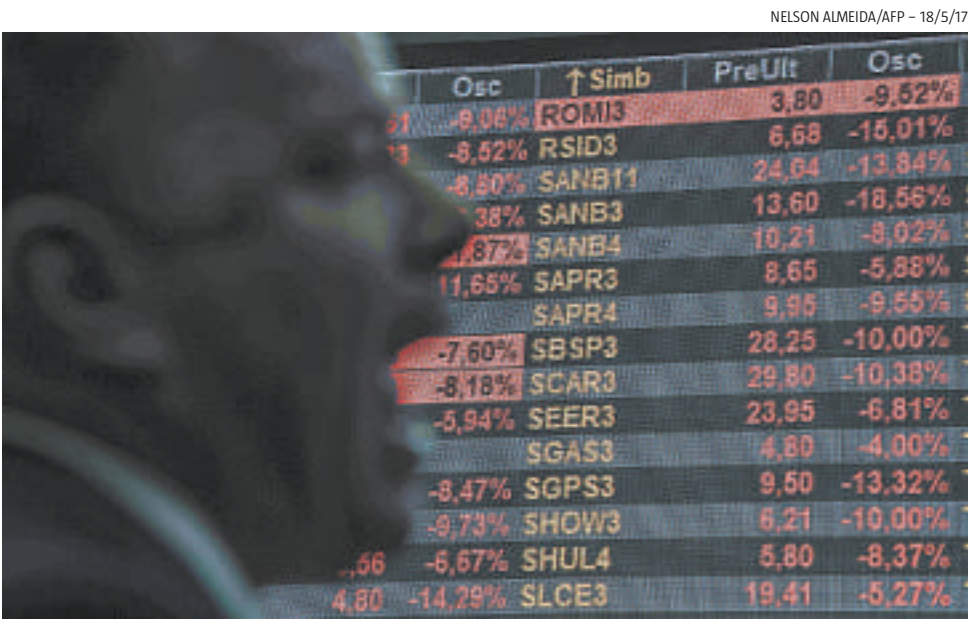 NELSON ALMEIDA/AFP – 18/5/17
Osc ↑Simb PreUlt Osc
ROMI3 3,80 -9,52%
-8,52% RSID3 6,68 -15,01%
SANB11 24,04 -13,84%
38% SANB3 13,60 -18,56%
,87% SANB4 10,21 -8,02%
11,65% SAPR3 8,65 -5,88%
SAPR4 9,95 -9,55%
-7,60% SBSP3 28,25 -10,00%
-8,18% SCAR3 29,80 -10,38%
-5,94% SEER3 23,95 -6,81%
SGAS3 4,80 -4,00%
-8,47% SGPS3 9,50 -13,32%
-9,73% SHOW3 6,21 -10,00%
,56 -6,67% SHUL4 5,80 -8,37%
4,80 -14,29% SLCE3 19,41 -5,27%